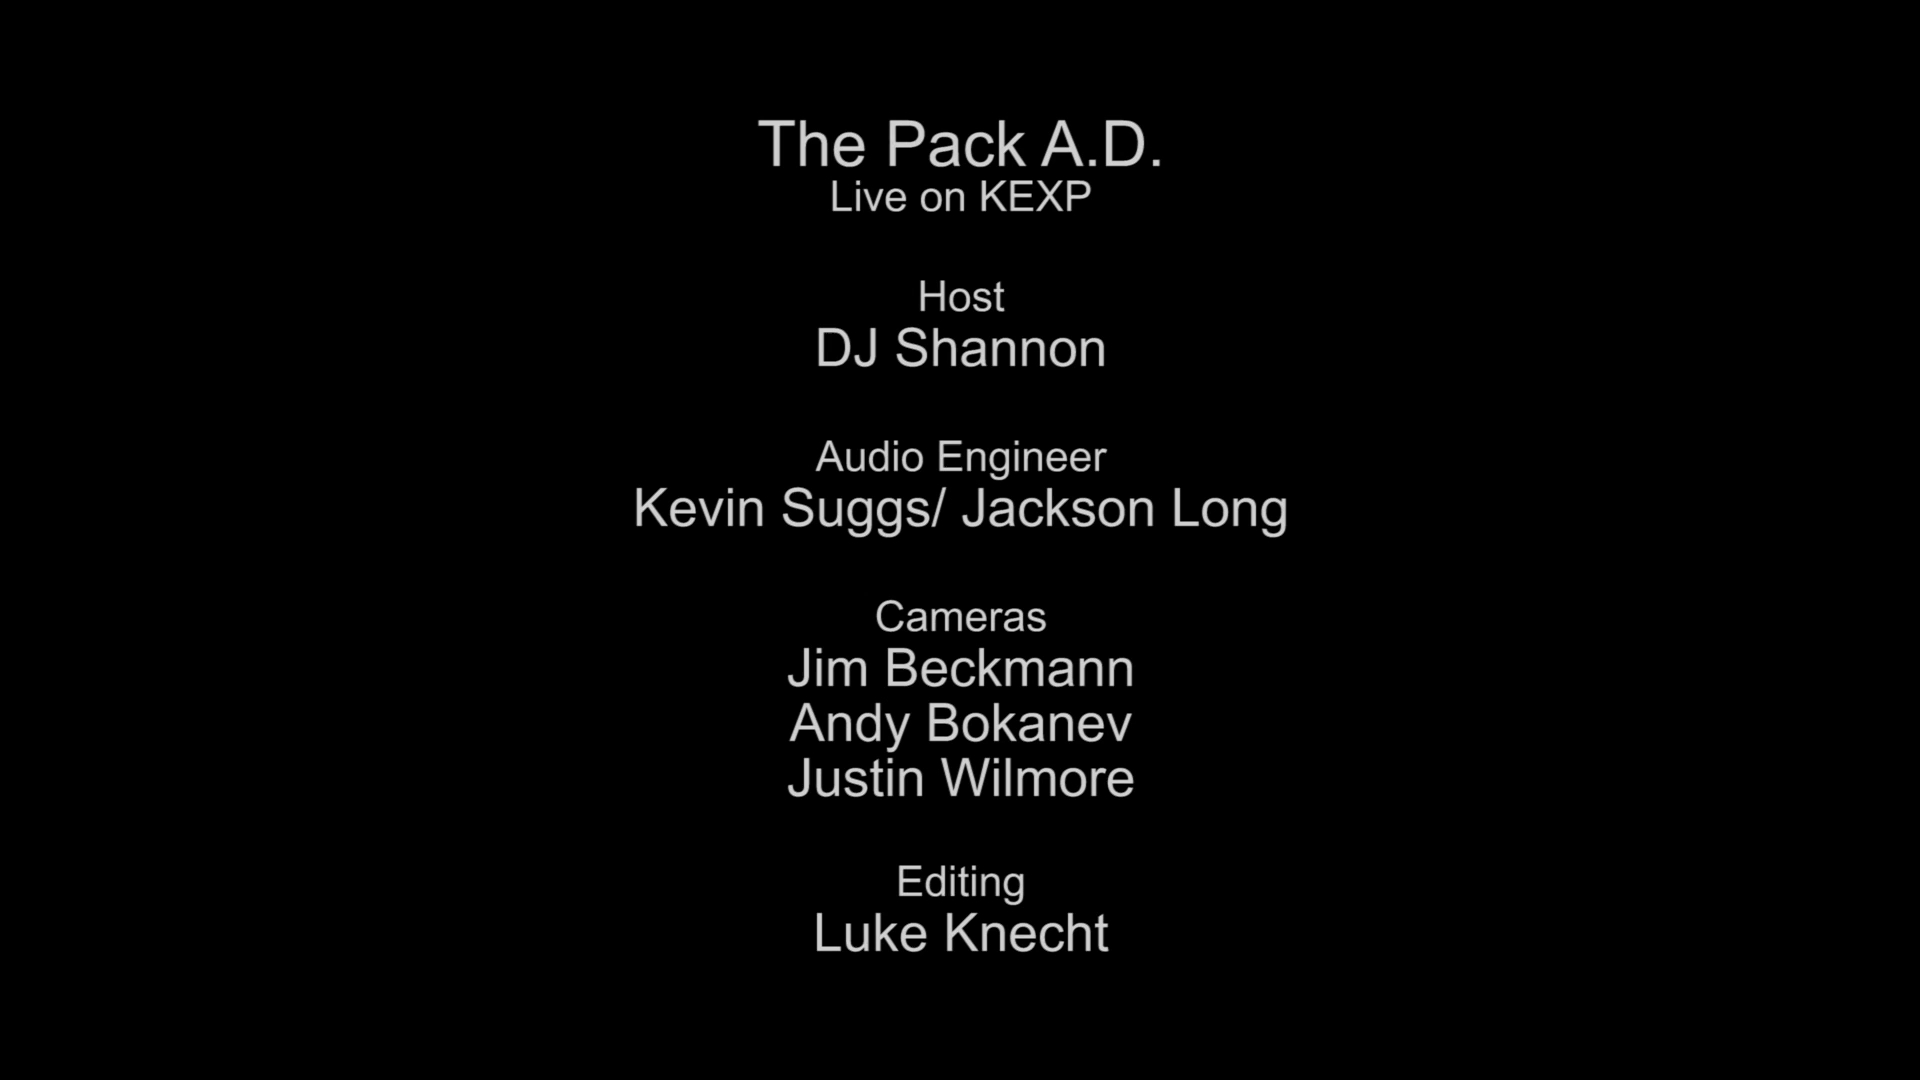 The Pack A.D.
Live on KEXP
Host
DJ Shannon
Audio Engineer
Kevin Suggs/ Jackson Long
Cameras
Jim Beckmann
Andy Bokanev
Justin Wilmore
Editing
Luke Knecht